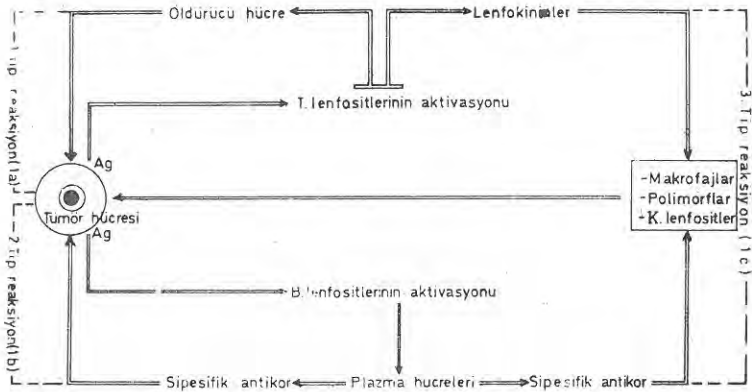 Öldürücü hücre
Lenfokinler
T.lenfositlerinin aktivasyonu
1 Tip reaksiyon(1a)
Ag
Tümör hücresi
Ag
-Makrofajlar
-Polimorflar
-K.lenfositler
3 Tip reaksiyon (1c)
2 Tip reaksiyon(1b)
B.lenfositlerinin aktivasyonu
Sipesifik antikor
Plazma hücreleri
Sipesifik antikor